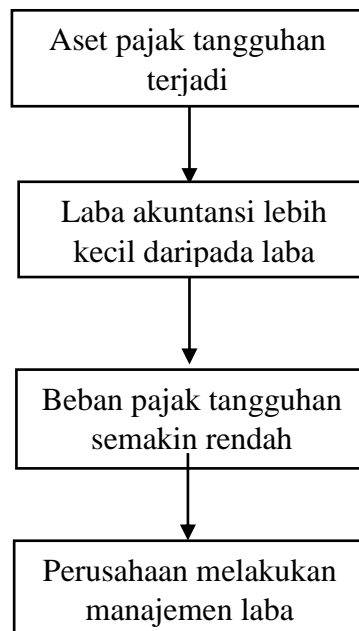 Aset pajak tangguhan
terjadi
Laba akuntansi lebih
kecil daripada laba
Beban pajak tangguhan
semakin rendah
Perusahaan melakukan
manajemen laba